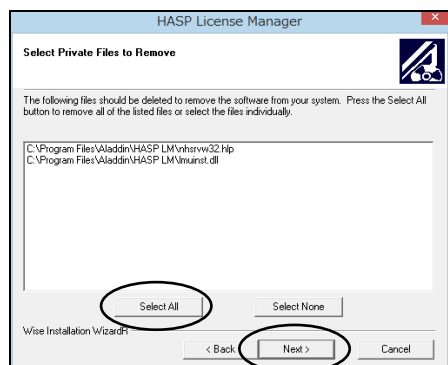 HASP License Manager
Select Private Files to Remove
The following files should be deleted to remove the software from your system. Press the Select All
button to remove all of the listed files or select the files individually.
C:\Program Files\Aladdin\HASP LM\nhsrvw32.hlp
C:\Program Files\Aladdin\HASP LM\lmuinst.dll
Select All Select None
Wise Installation WizardR
< Back Next > Cancel